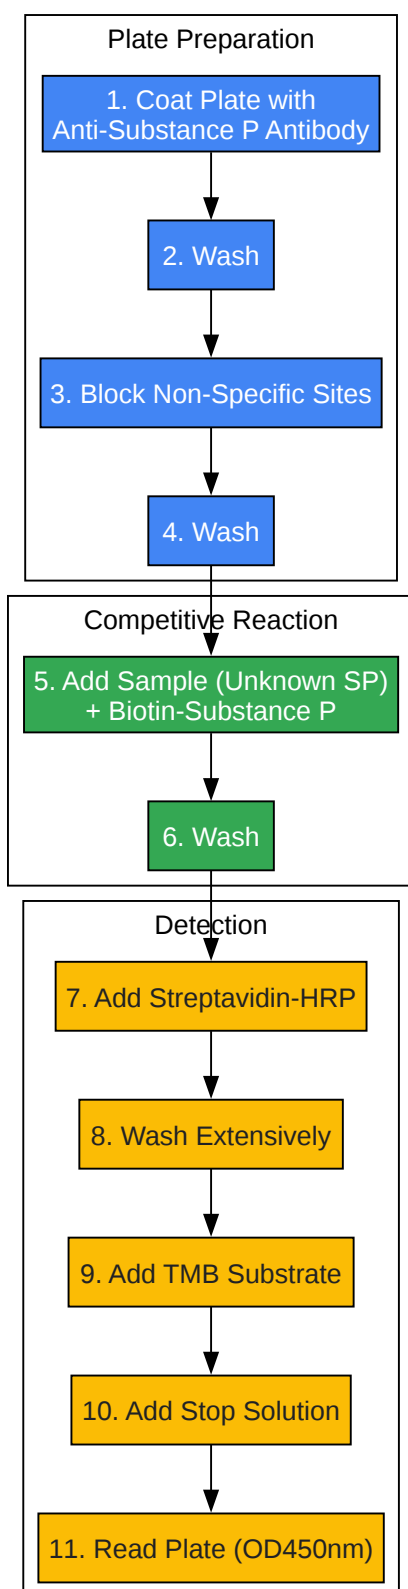 Plate Preparation
1. Coat Plate with
Anti-Substance P Antibody
2. Wash
3. Block Non-Specific Sites
4. Wash
Competitive Reaction
5. Add Sample (Unknown SP)
+ Biotin-Substance P
6. Wash
Detection
7. Add Streptavidin-HRP
8. Wash Extensively
9. Add TMB Substrate
10. Add Stop Solution
11. Read Plate (OD450nm)